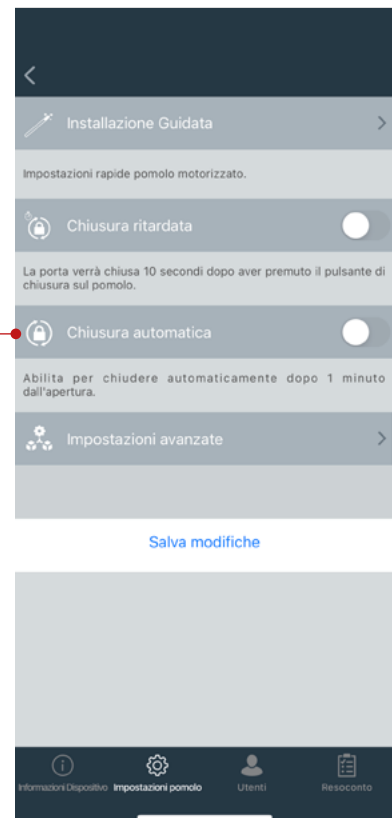 Installazione Guidata
Impostazioni rapide pomolo motorizzato.
Chiusura ritardata
La porta verrà chiusa 10 secondi dopo aver premuto il pulsante di
chiusura sul pomolo.
Chiusura automatica
Abilita per chiudere automaticamente dopo 1 minuto
dall'apertura.
Impostazioni avanzate
Salva modifiche
Informazioni Dispositivo Impostazioni pomolo Utenti Resoconto